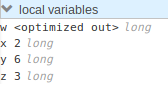 local variables
w <optimized out> long
x 2 long
y 6 long
z 3 long